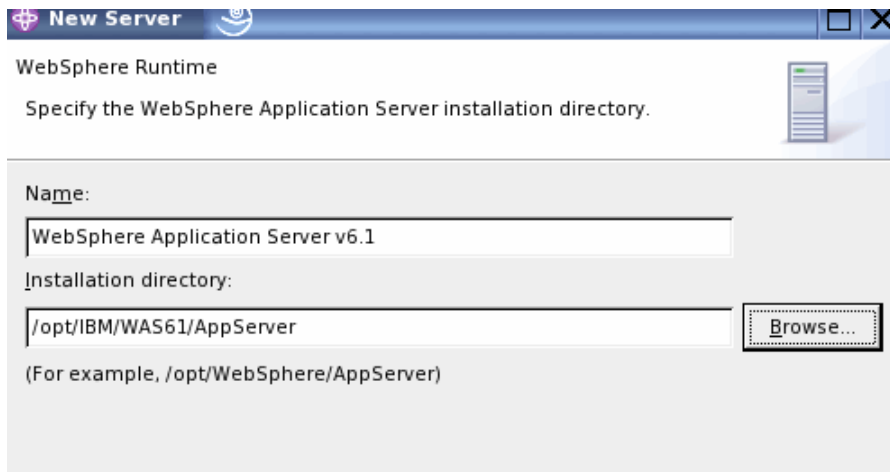 New Server
WebSphere Runtime
Specify the WebSphere Application Server installation directory.
Name:
WebSphere Application Server v6.1
Installation directory:
/opt/IBM/WAS61/AppServer
Browse...
(For example, /opt/WebSphere/AppServer)